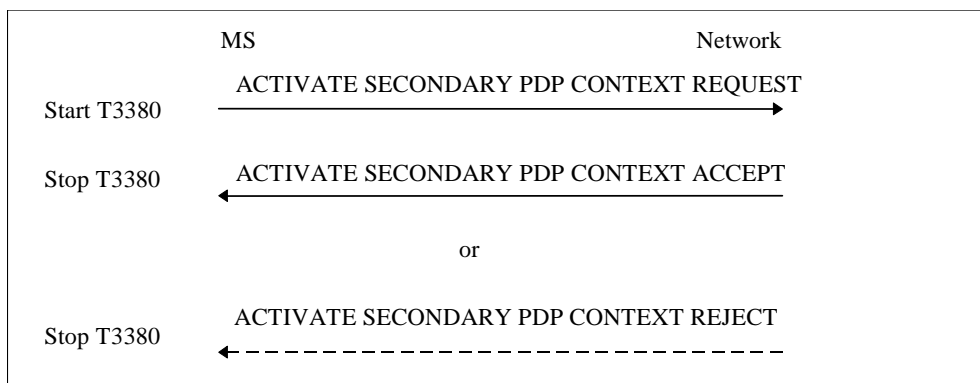 MS Network
ACTIVATE SECONDARY PDP CONTEXT REQUEST
Start T3380
Stop T3380 ACTIVATE SECONDARY PDP CONTEXT ACCEPT
or
ACTIVATE SECONDARY PDP CONTEXT REJECT
Stop T3380